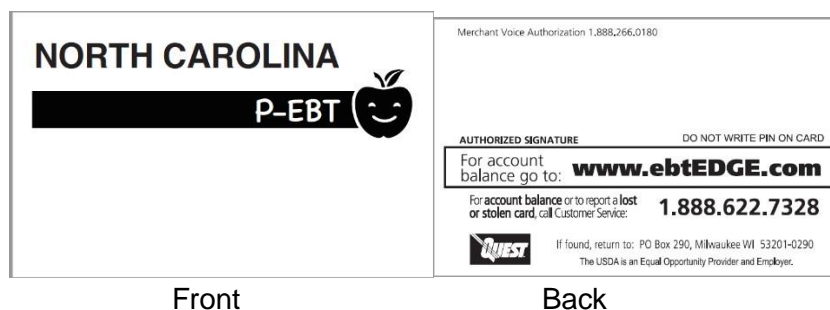 NORTH CAROLINA
P-EBT
Front
Merchant Voice Authorization 1.888.266.0180
AUTHORIZED SIGNATURE DO NOT WRITE PIN ON CARD
For account
balance go to: www.ebtEDGE.com
For account balance or to report a lost
or stolen card, call Customer Service: 1.888.622.7328
QUEST
If found, return to: PO Box 290, Milwaukee WI 53201-0290
The USDA is an Equal Opportunity Provider and Employer.
Back